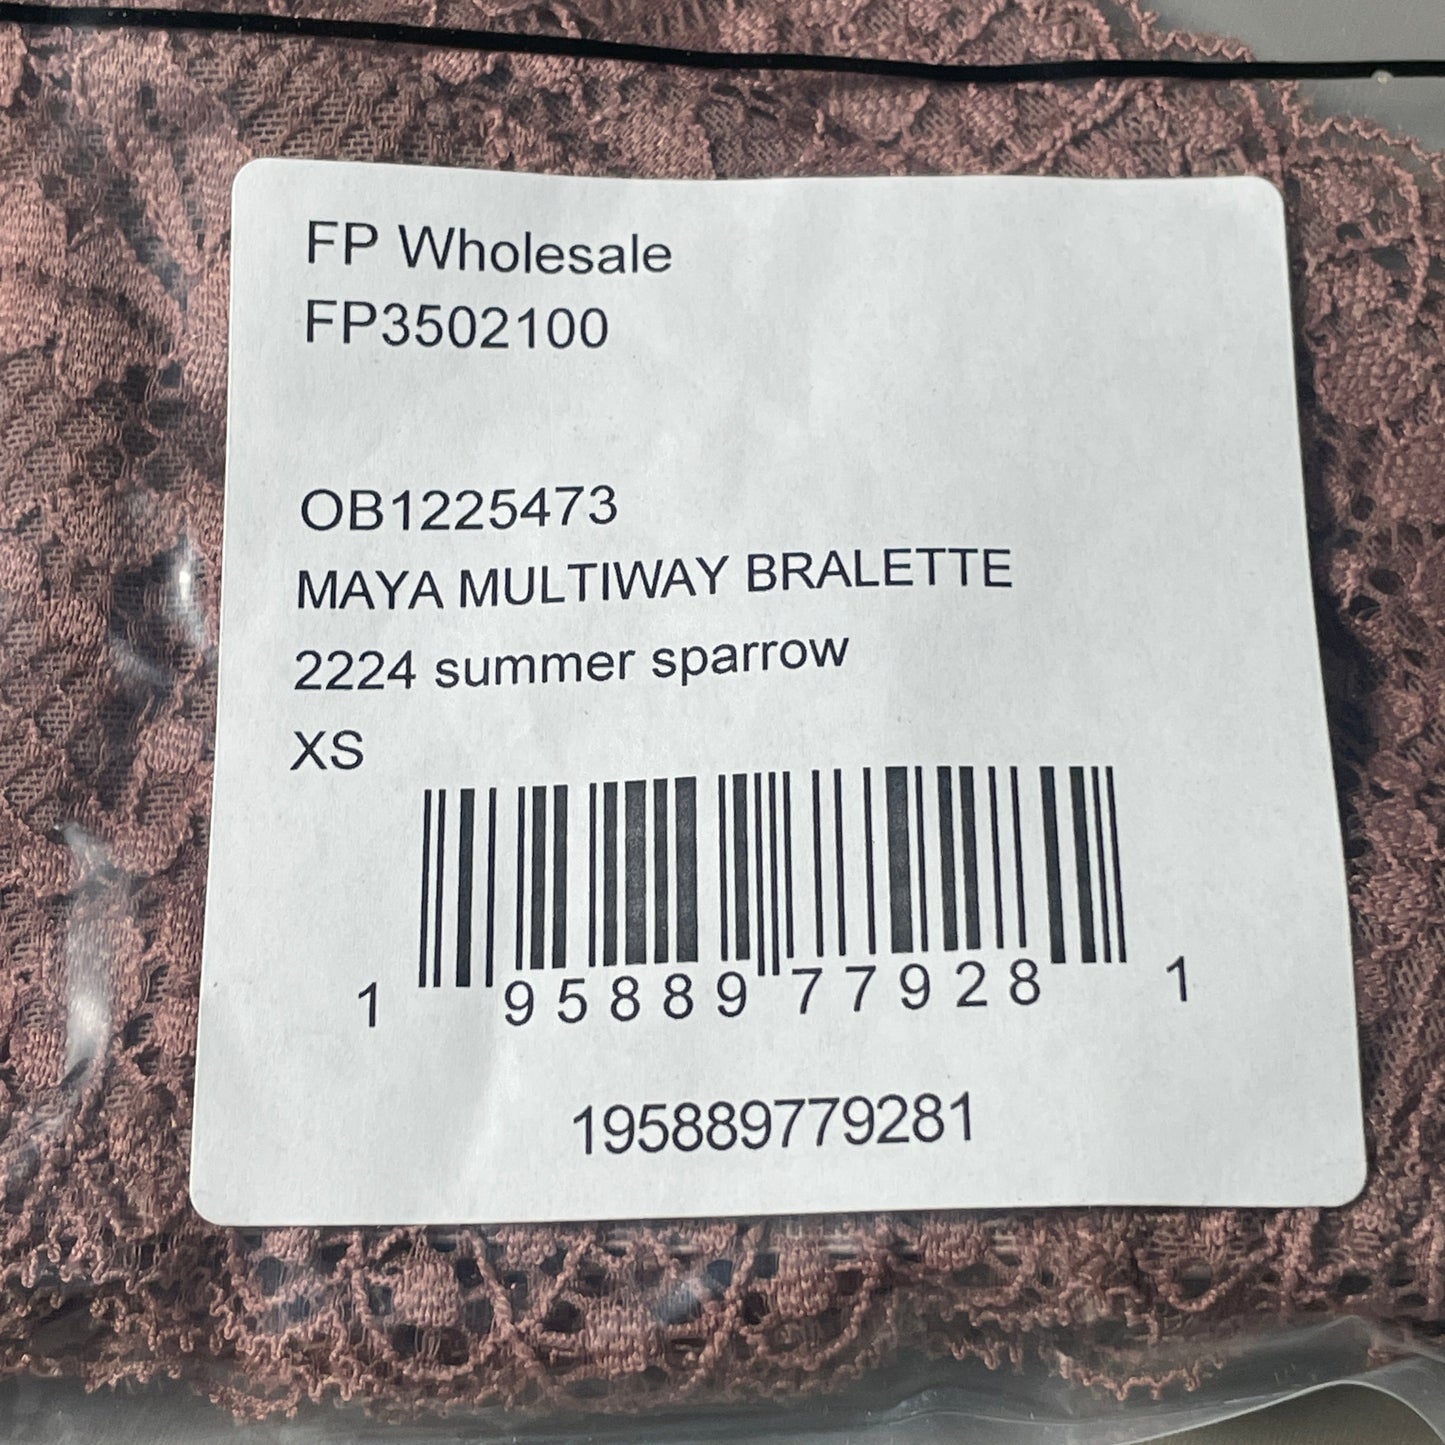 FP Wholesale
FP3502100
OB1225473
MAYA MULTIWAY BRALETTE
2224 summer sparrow
XS
1 95889 77928 1
195889779281